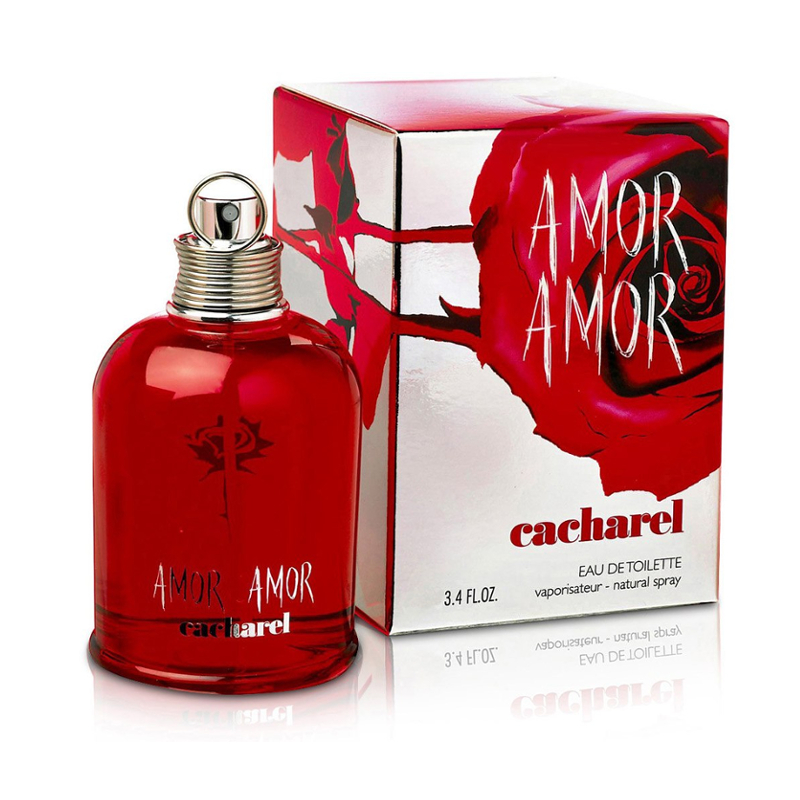 AMOR
AMOR
cacharel
EAU DE TOILETTE
3.4 FL.OZ.
vaporisateur - natural spray
AMOR AMOR
cacharel